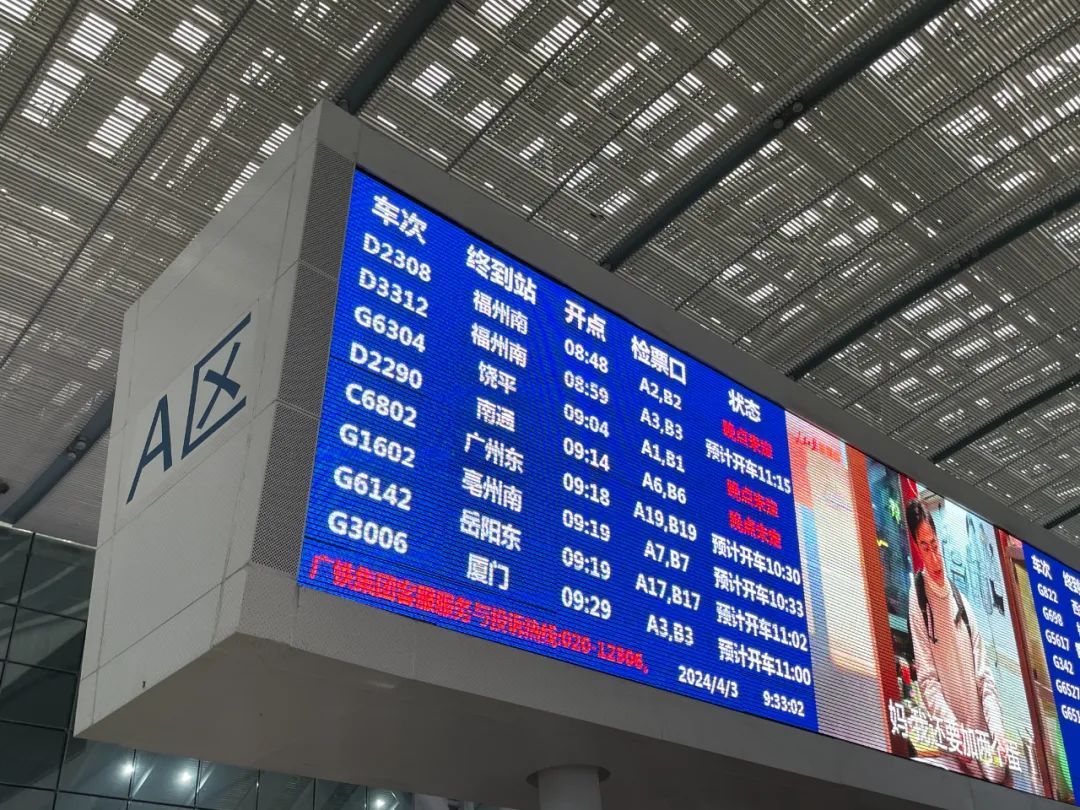 A区
车次 终到站 开点 检票口 状态
D2308 福州南 08:48 A2,B2 晚点未定
D3312 福州南 08:59 A3,B3 预计开车11:15
G6304 饶平 09:04 A1,B1 晚点未定
D2290 南通 09:14 A6,B6 晚点未定
C6802 广州东 09:18 A19,B19 预计开车10:30
G1602 亳州南 09:19 A7,B7 预计开车10:33
G6142 岳阳东 09:19 A17,B17 预计开车11:02
G3006 厦门 09:29 A3,B3 预计开车11:00
广铁集团客服服务与投诉热线:020-12306。
2024/4/3 9:33:02
妈 我还要加两个蛋
车次 终到
G822
G698
G5617
G342
G6527
G651